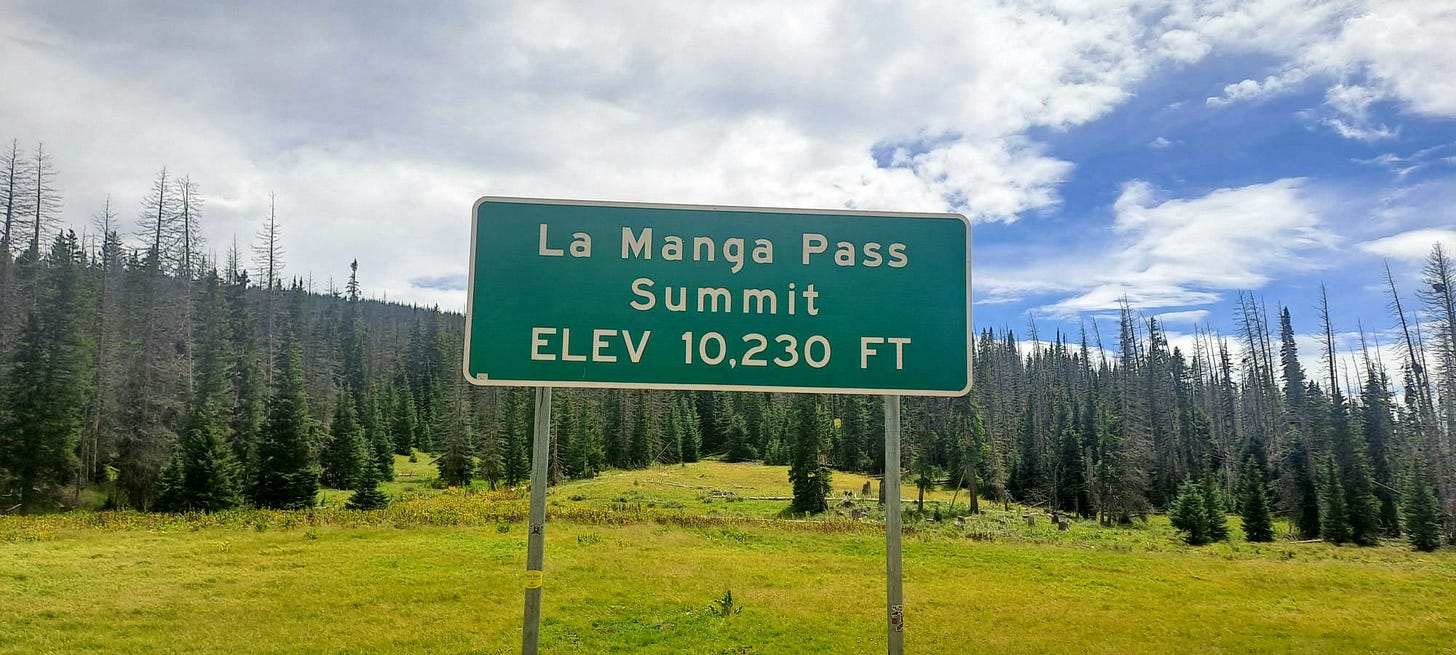 La Manga Pass
Summit
ELEV 10,230 FT